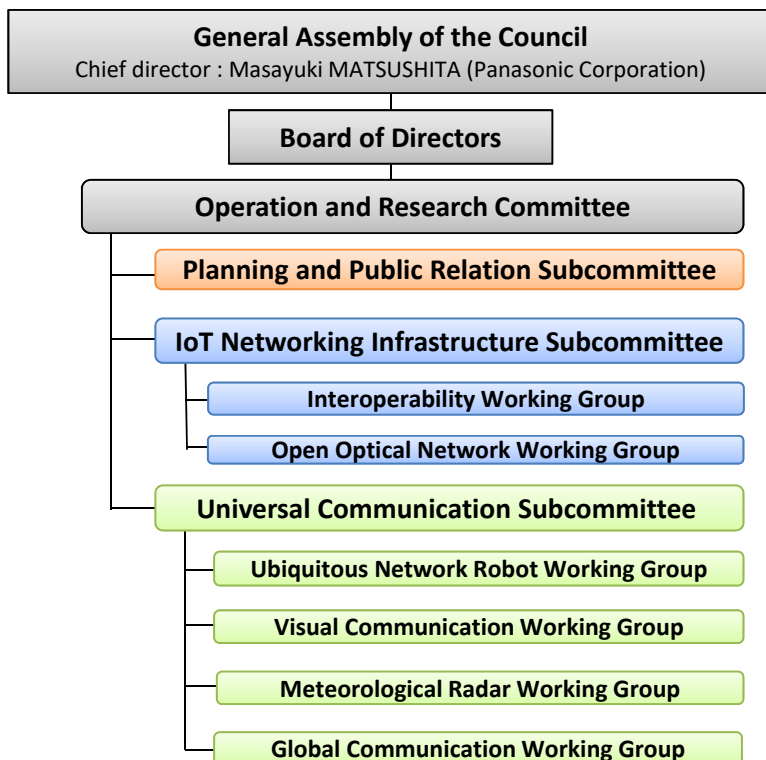 General Assembly of the Council
Chief director : Masayuki MATSUSHITA (Panasonic Corporation)
Board of Directors
Operation and Research Committee
Planning and Public Relation Subcommittee
IoT Networking Infrastructure Subcommittee
Interoperability Working Group
Open Optical Network Working Group
Universal Communication Subcommittee
Ubiquitous Network Robot Working Group
Visual Communication Working Group
Meteorological Radar Working Group
Global Communication Working Group